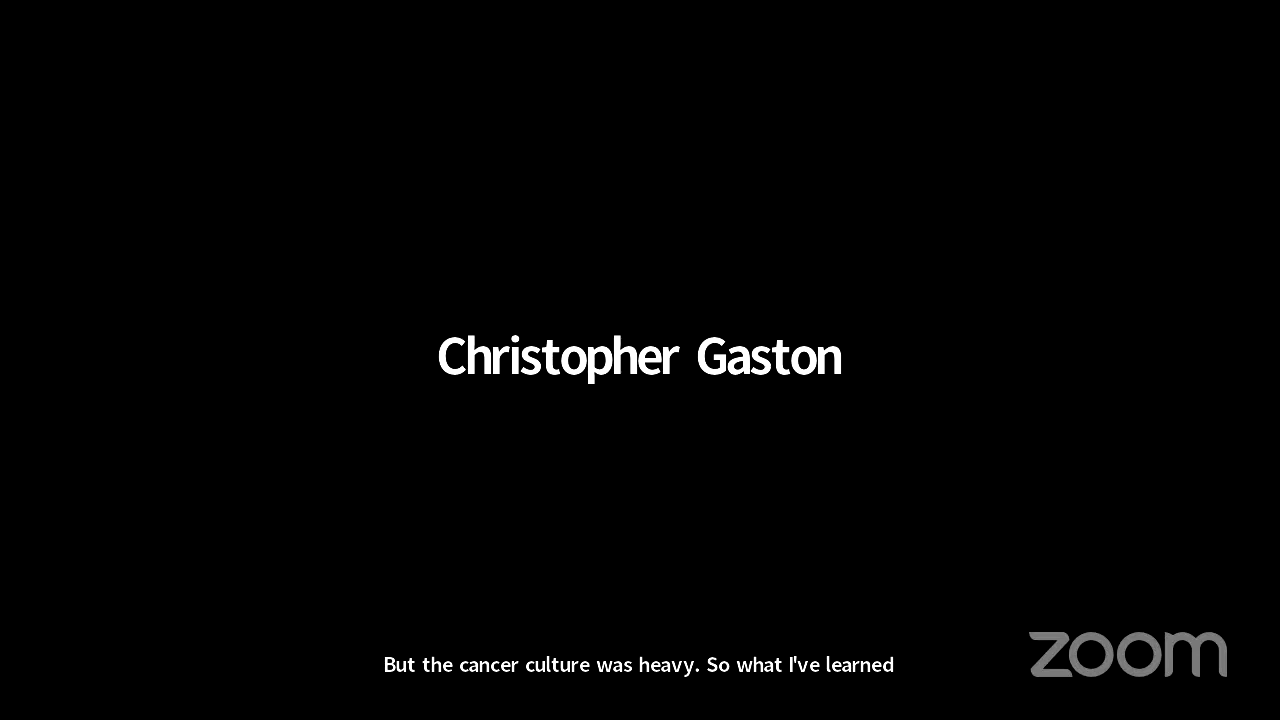 Christopher Gaston
But the cancer culture was heavy. So what I've learned
zoom